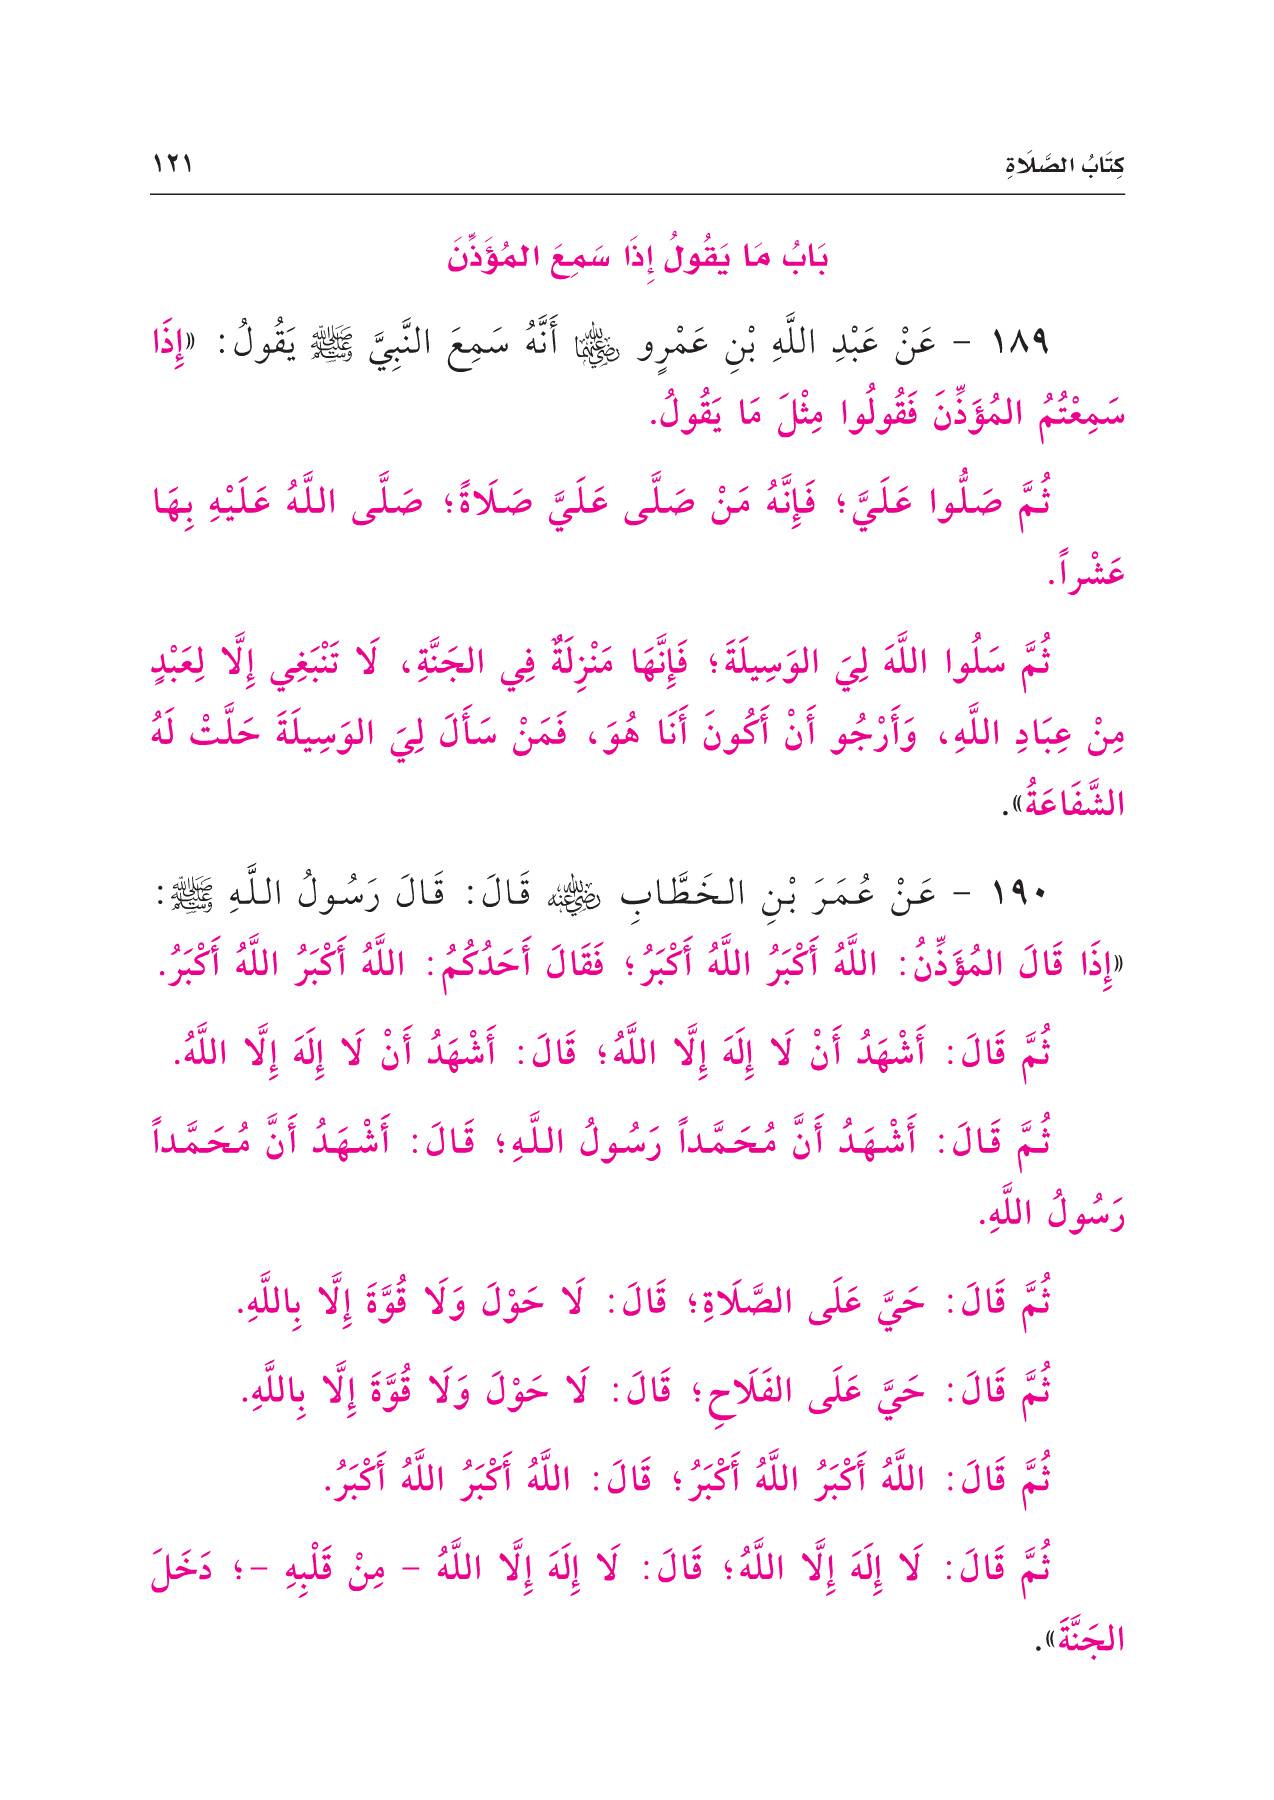 كِتَابُ الصَّلَاةِ ١٢١
بَابُ مَا يَقُولُ إِذَا سَمِعَ المُؤَذِّنَ
١٨٩ - عَنْ عَبْدِ اللَّهِ بْنِ عَمْرٍو رضي الله عنهما أَنَّهُ سَمِعَ النَّبِيَّ ﷺ يَقُولُ: «إِذَا
سَمِعْتُمُ المُؤَذِّنَ فَقُولُوا مِثْلَ مَا يَقُولُ.
ثُمَّ صَلُّوا عَلَيَّ؛ فَإِنَّهُ مَنْ صَلَّى عَلَيَّ صَلَاةً؛ صَلَّى اللَّهُ عَلَيْهِ بِهَا
عَشْراً.
ثُمَّ سَلُوا اللَّهَ لِيَ الوَسِيلَةَ؛ فَإِنَّهَا مَنْزِلَةٌ فِي الجَنَّةِ، لَا تَنْبَغِي إِلَّا لِعَبْدٍ
مِنْ عِبَادِ اللَّهِ، وَأَرْجُو أَنْ أَكُونَ أَنَا هُوَ، فَمَنْ سَأَلَ لِيَ الوَسِيلَةَ حَلَّتْ لَهُ
الشَّفَاعَةُ».
١٩٠ - عَنْ عُمَرَ بْنِ الخَطَّابِ رضي الله عنه قَالَ: قَالَ رَسُولُ اللَّهِ ﷺ:
«إِذَا قَالَ المُؤَذِّنُ: اللَّهُ أَكْبَرُ اللَّهُ أَكْبَرُ؛ فَقَالَ أَحَدُكُمُ: اللَّهُ أَكْبَرُ اللَّهُ أَكْبَرُ.
ثُمَّ قَالَ: أَشْهَدُ أَنْ لَا إِلَهَ إِلَّا اللَّهُ؛ قَالَ: أَشْهَدُ أَنْ لَا إِلَهَ إِلَّا اللَّهُ.
ثُمَّ قَالَ: أَشْهَدُ أَنَّ مُحَمَّداً رَسُولُ اللَّهِ؛ قَالَ: أَشْهَدُ أَنَّ مُحَمَّداً
رَسُولُ اللَّهِ.
ثُمَّ قَالَ: حَيَّ عَلَى الصَّلَاةِ؛ قَالَ: لَا حَوْلَ وَلَا قُوَّةَ إِلَّا بِاللَّهِ.
ثُمَّ قَالَ: حَيَّ عَلَى الفَلَاحِ؛ قَالَ: لَا حَوْلَ وَلَا قُوَّةَ إِلَّا بِاللَّهِ.
ثُمَّ قَالَ: اللَّهُ أَكْبَرُ اللَّهُ أَكْبَرُ؛ قَالَ: اللَّهُ أَكْبَرُ اللَّهُ أَكْبَرُ.
ثُمَّ قَالَ: لَا إِلَهَ إِلَّا اللَّهُ؛ قَالَ: لَا إِلَهَ إِلَّا اللَّهُ - مِنْ قَلْبِهِ -؛ دَخَلَ
الجَنَّةَ».